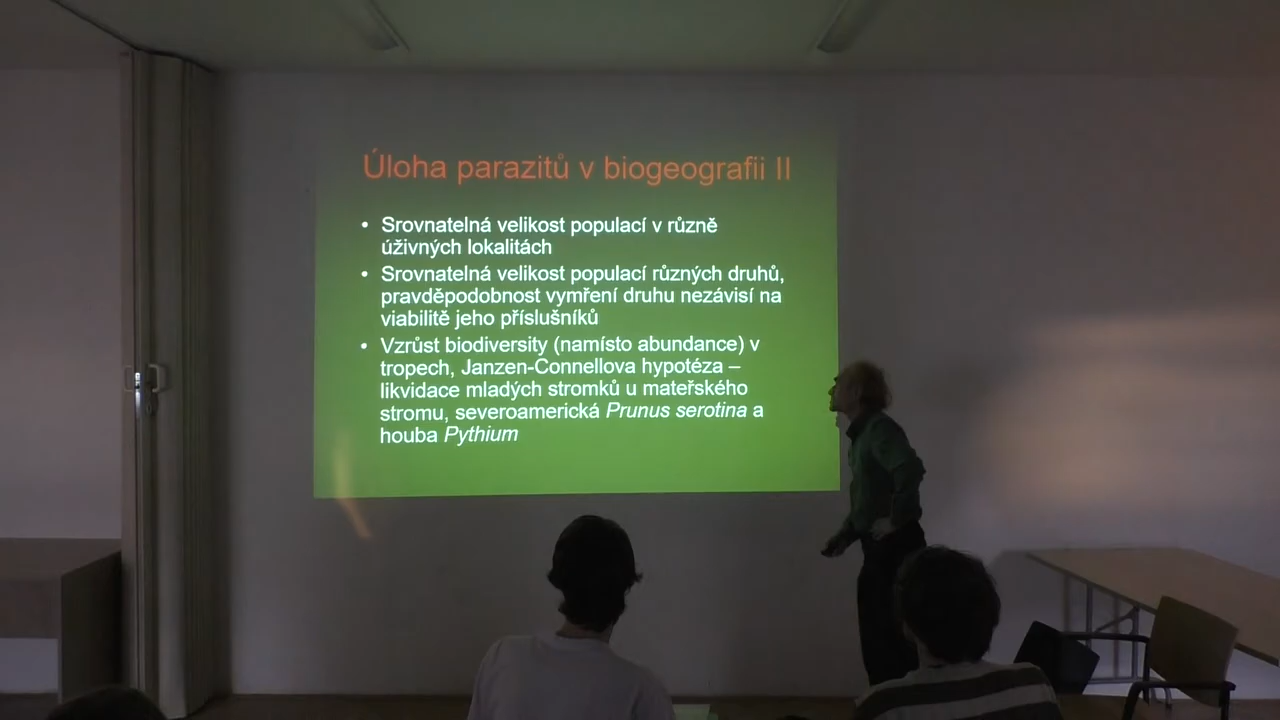 Úloha parazitů v biogeografii II
• Srovnatelná velikost populací v různě
úživných lokalitách
• Srovnatelná velikost populací různých druhů,
pravděpodobnost vymření druhu nezávisí na
viabilitě jeho příslušníků
• Vzrůst biodiversity (namísto abundance) v
tropech, Janzen-Connellova hypotéza –
likvidace mladých stromků u mateřského
stromu, severoamerická Prunus serotina a
houba Pythium